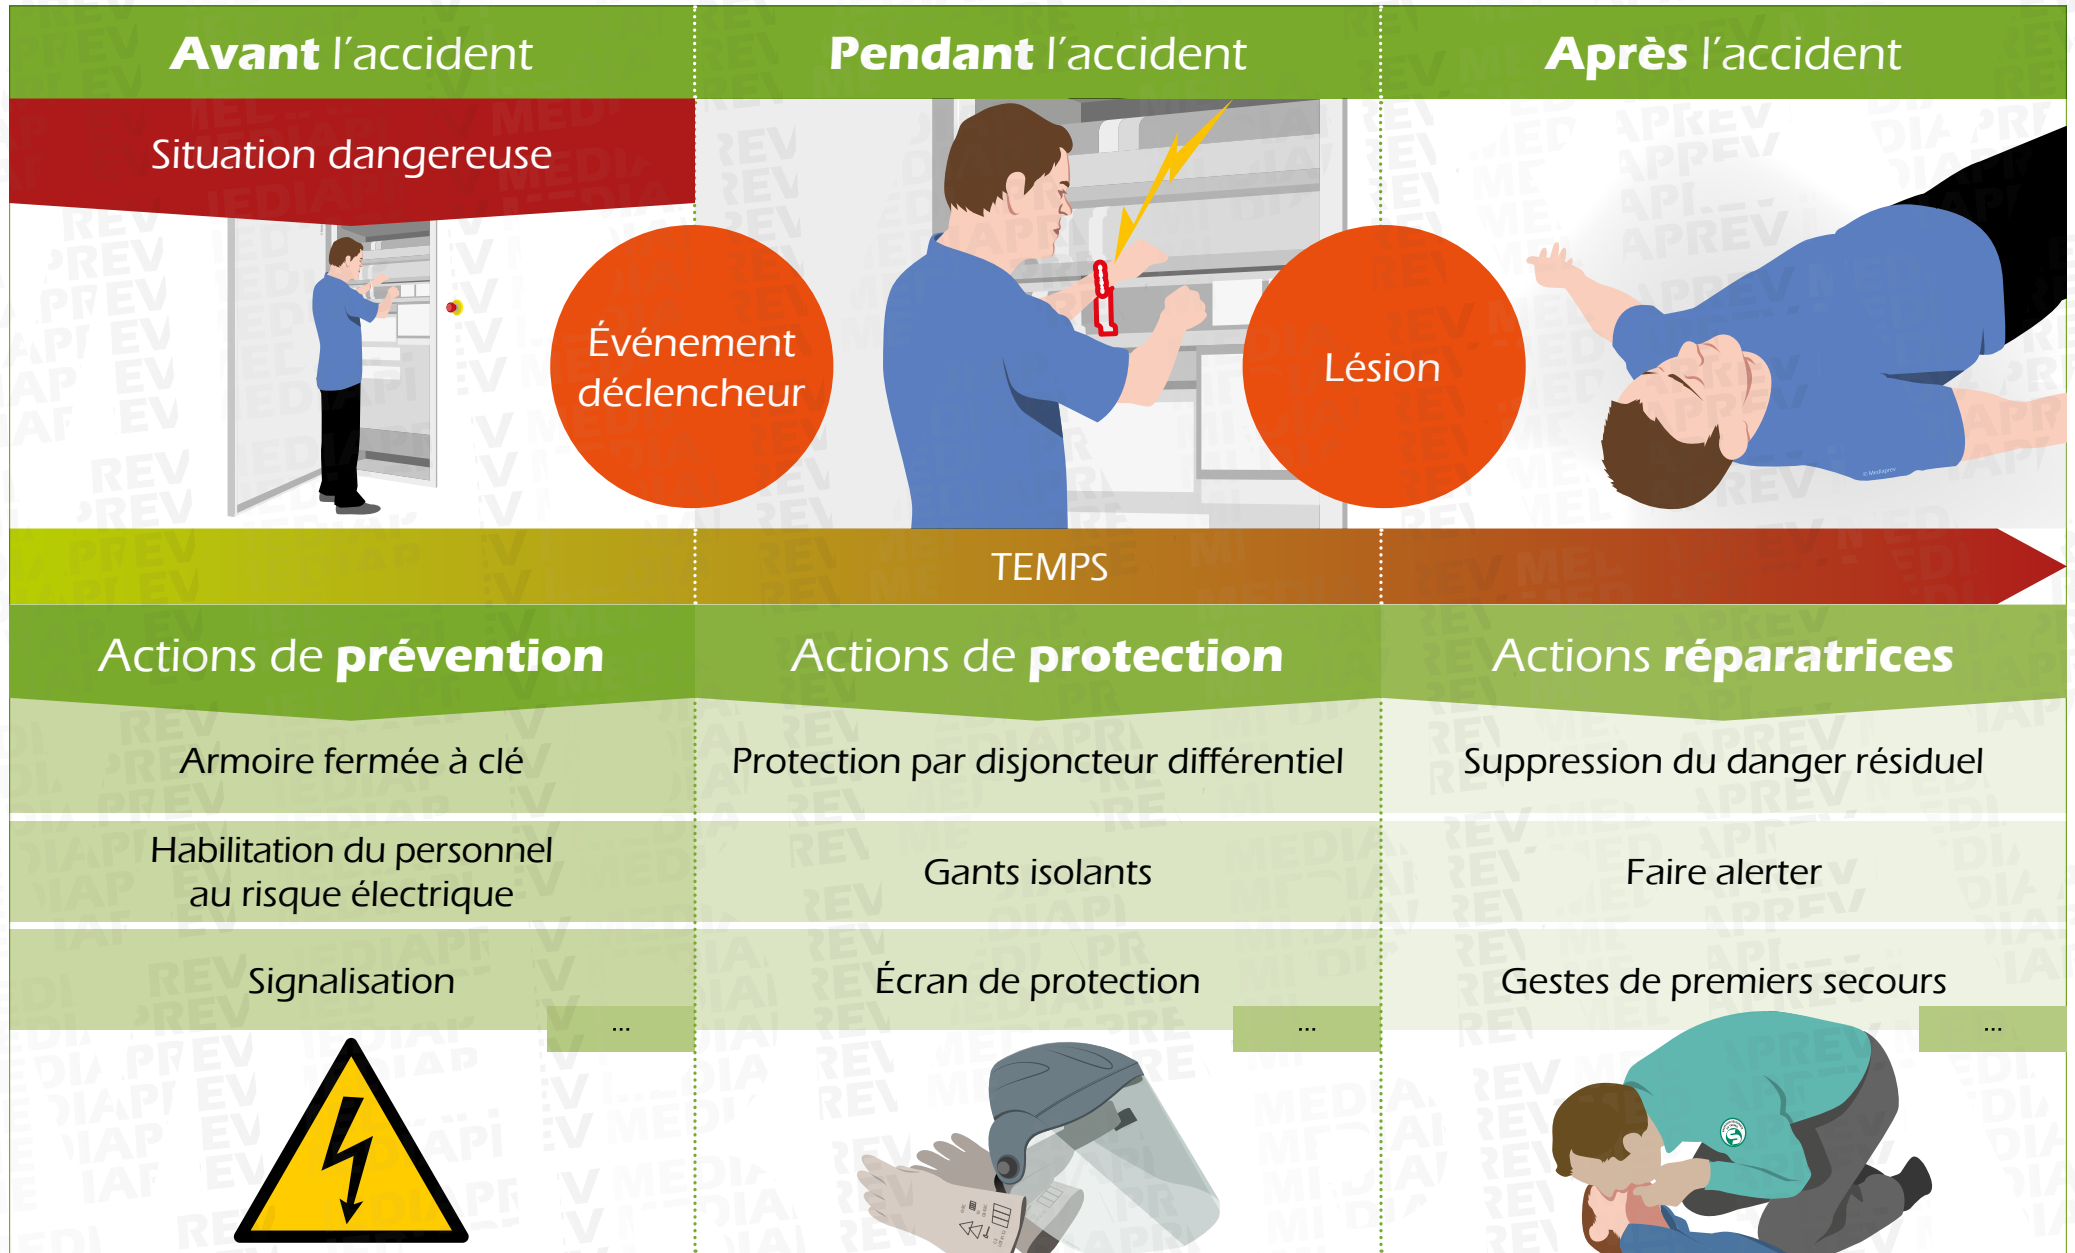 Avant l'accident
Pendant l'accident
Après l'accident
Situation dangereuse
Événement
déclencheur
Lésion
© Mediaprev
TEMPS
Actions de prévention
Actions de protection
Actions réparatrices
Armoire fermée à clé
Protection par disjoncteur différentiel
Suppression du danger résiduel
Habilitation du personnel
au risque électrique
Gants isolants
Faire alerter
Signalisation
Écran de protection
Gestes de premiers secours
...
...
...